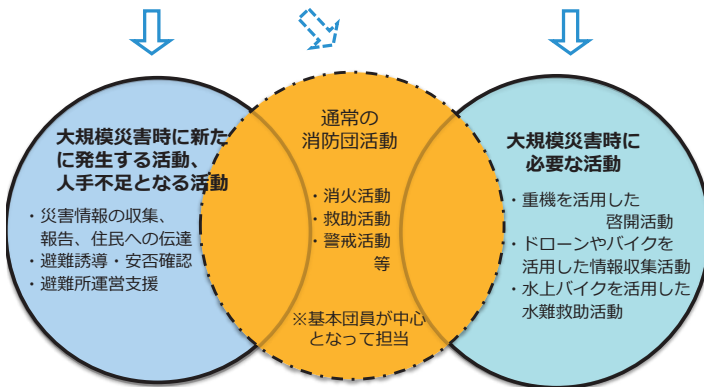 大規模災害時に新た
に発生する活動、
人手不足となる活動
・災害情報の収集、
報告、住民への伝達
・避難誘導・安否確認
・避難所運営支援
通常の
消防団活動
・消火活動
・救助活動
・警戒活動
等
※基本団員が中心
となって担当
大規模災害時に
必要な活動
・重機を活用した
啓開活動
・ドローンやバイクを
活用した情報収集活動
・水上バイクを活用した
水難救助活動